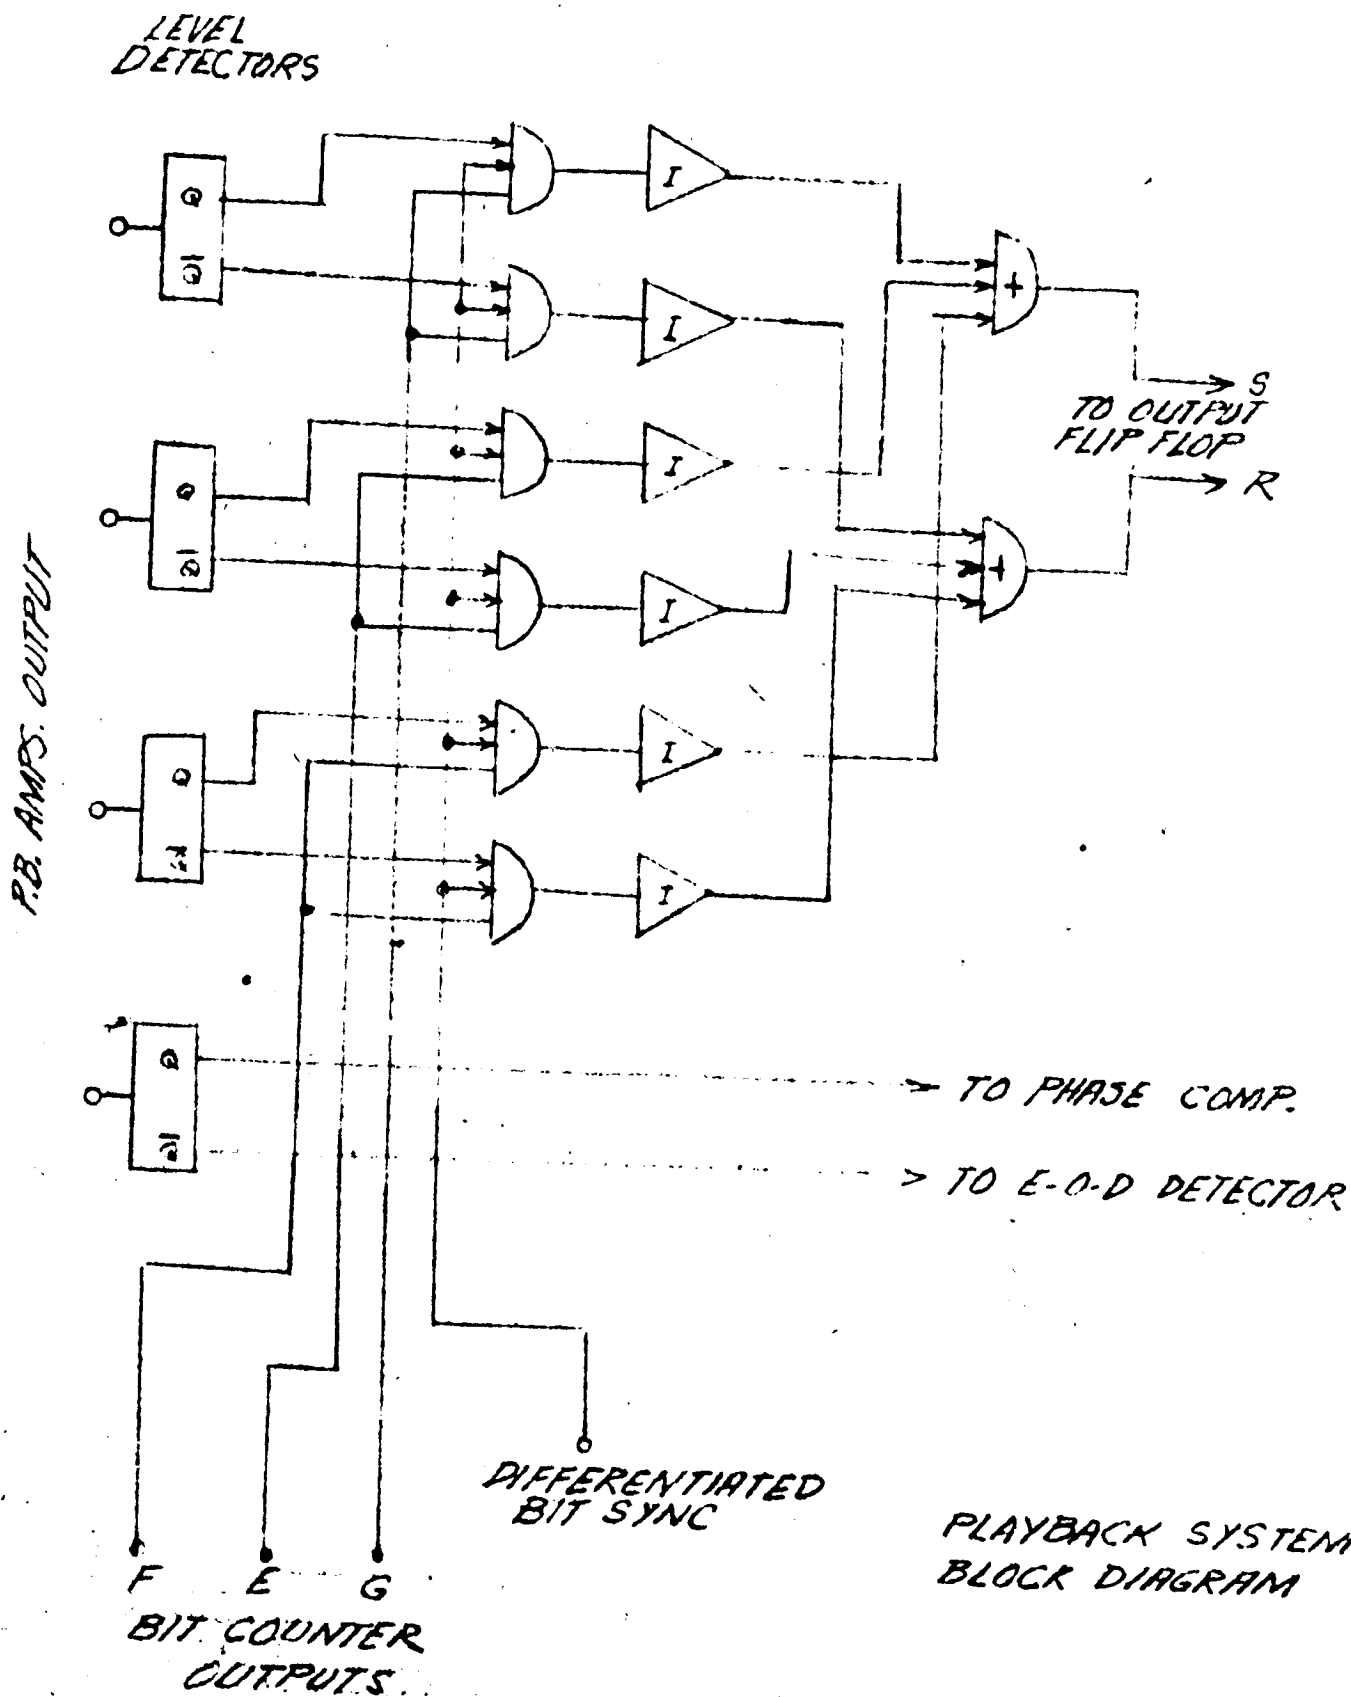 LEVEL
DETECTORS
Q
Q̅
I
I
+
S
TO OUTPUT
FLIP FLOP
R
Q
Q̅
I
I
+
P.B. AMPS. OUTPUT
Q
Q̅
I
I
Q
Q̅
TO PHASE COMP.
TO E-O-D DETECTOR
DIFFERENTIATED
BIT SYNC
PLAYBACK SYSTEM
BLOCK DIAGRAM
F E G
BIT COUNTER
OUTPUTS